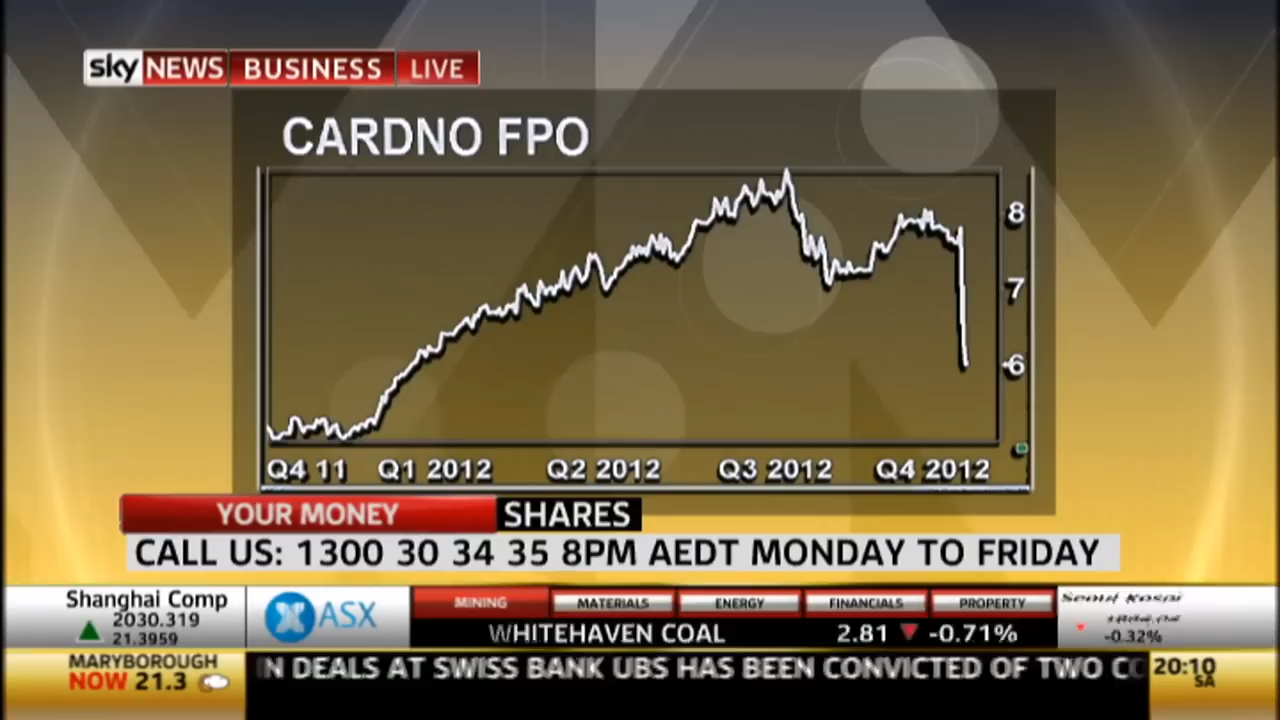 sky NEWS BUSINESS LIVE
CARDNO FPO
8
7
6
Q4 11 Q1 2012 Q2 2012 Q3 2012 Q4 2012
YOUR MONEY SHARES
CALL US: 1300 30 34 35 8PM AEDT MONDAY TO FRIDAY
Shanghai Comp
2030.319
21.3959
ASX
MINING MATERIALS ENERGY FINANCIALS PROPERTY
WHITEHAVEN COAL 2.81 -0.71%
-0.32%
MARYBOROUGH
NOW 21.3
N DEALS AT SWISS BANK UBS HAS BEEN CONVICTED OF TWO CO
20:10
SA